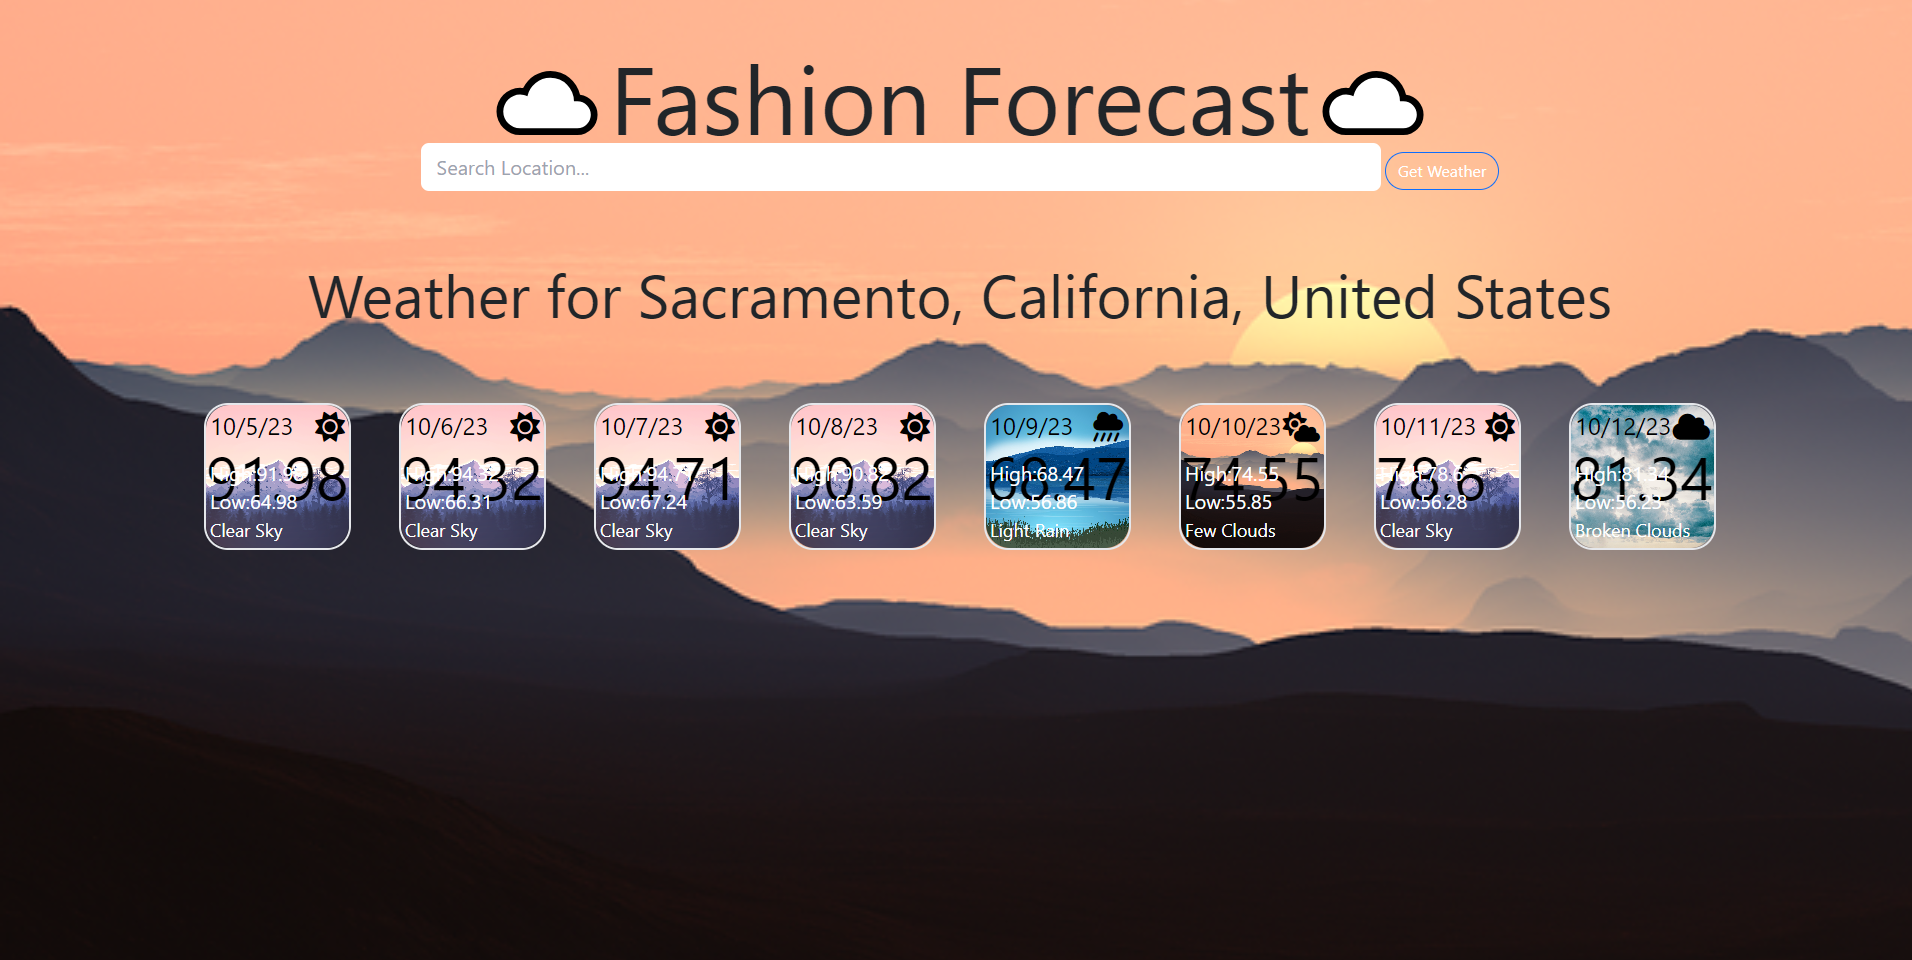 Fashion Forecast
Search Location...
Get Weather
Weather for Sacramento, California, United States
10/5/23
91.98
High:91.98
Low:64.98
Clear Sky
10/6/23
94.32
High:94.32
Low:66.31
Clear Sky
10/7/23
94.71
High:94.71
Low:67.24
Clear Sky
10/8/23
90.82
High:90.82
Low:63.59
Clear Sky
10/9/23
68.47
High:68.47
Low:56.86
Light Rain
10/10/23
74.55
High:74.55
Low:55.85
Few Clouds
10/11/23
78.6
High:78.6
Low:56.28
Clear Sky
10/12/23
81.34
High:81.34
Low:56.23
Broken Clouds